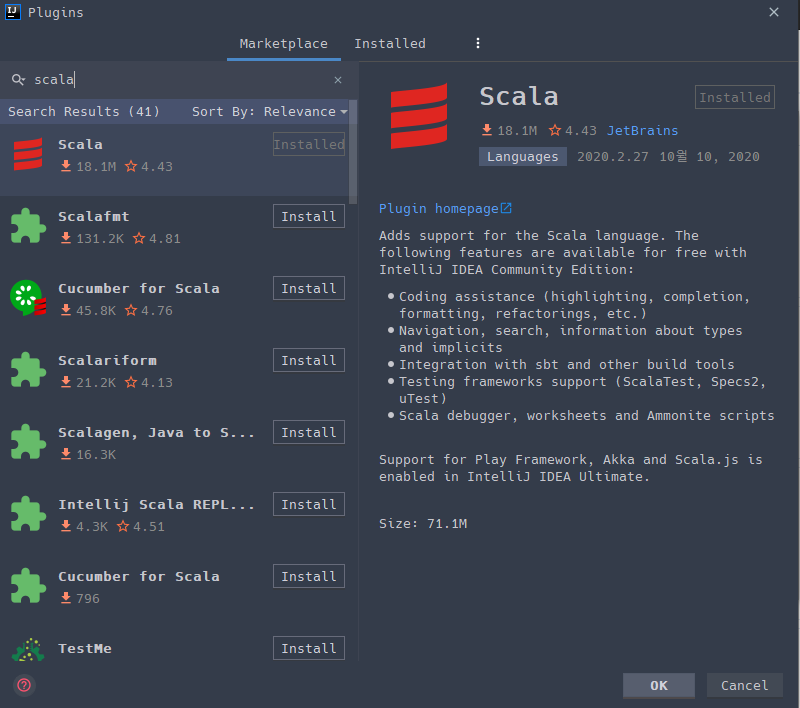 IJ Plugins
Marketplace Installed
scala
Search Results (41) Sort By: Relevance
Scala Installed
18.1M 4.43
Scalafmt Install
131.2K 4.81
Cucumber for Scala Install
45.8K 4.76
Scalariform Install
21.2K 4.13
Scalagen, Java to S... Install
16.3K
Intellij Scala REPL... Install
4.3K 4.51
Cucumber for Scala Install
796
TestMe Install
Scala Installed
18.1M 4.43 JetBrains
Languages 2020.2.27 10월 10, 2020
Plugin homepage
Adds support for the Scala language. The
following features are available for free with
IntelliJ IDEA Community Edition:
Coding assistance (highlighting, completion,
formatting, refactorings, etc.)
Navigation, search, information about types
and implicits
Integration with sbt and other build tools
Testing frameworks support (ScalaTest, Specs2,
uTest)
Scala debugger, worksheets and Ammonite scripts
Support for Play Framework, Akka and Scala.js is
enabled in IntelliJ IDEA Ultimate.
Size: 71.1M
? OK Cancel